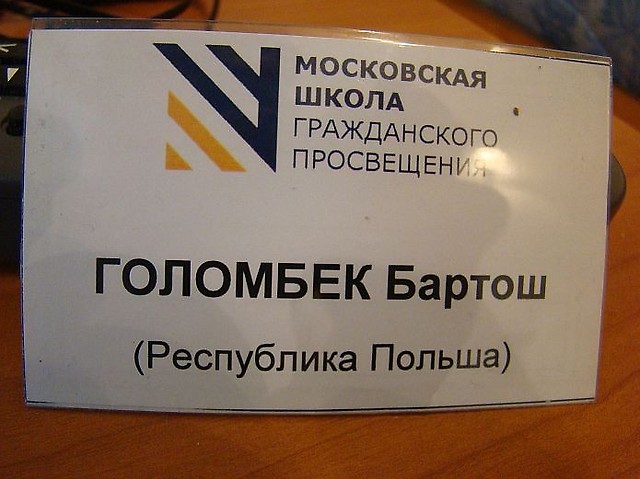 МОСКОВСКАЯ
ШКОЛА
ГРАЖДАНСКОГО
ПРОСВЕЩЕНИЯ
ГОЛОМБЕК Бартош
(Республика Польша)